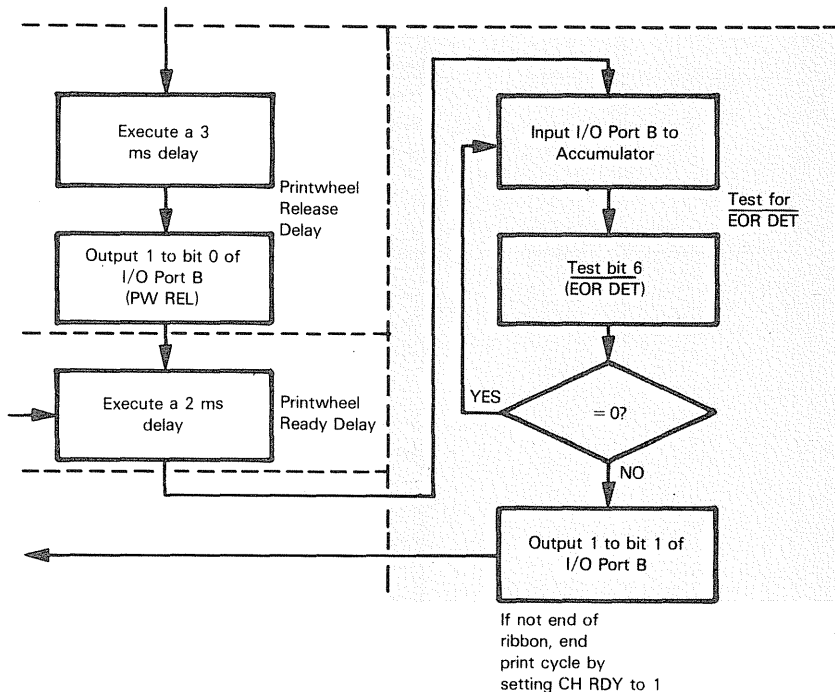 Execute a 3
ms delay
Printwheel
Release
Delay
Output 1 to bit 0 of
I/O Port B
(PW REL)
Execute a 2 ms
delay
Printwheel
Ready Delay
Input I/O Port B to
Accumulator
Test for
EOR DET
Test bit 6
(EOR DET)
YES
= 0?
NO
Output 1 to bit 1 of
I/O Port B
If not end of
ribbon, end
print cycle by
setting CH RDY to 1